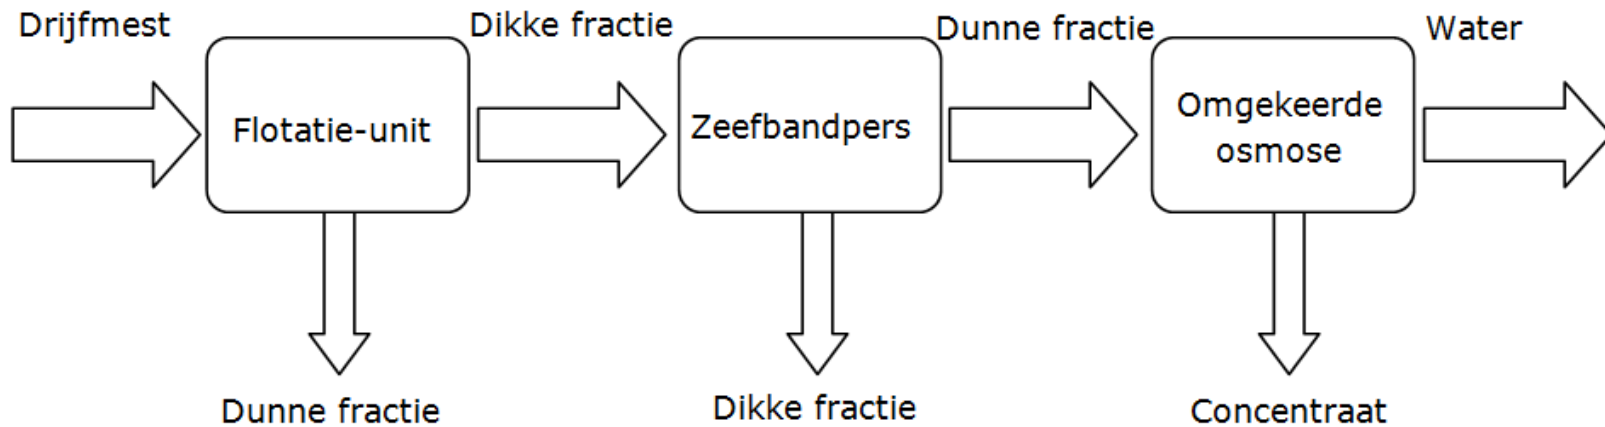 Drijfmest
Dikke fractie
Dunne fractie
Water
Flotatie-unit
Zeefbandpers
Omgekeerde
osmose
Dunne fractie
Dikke fractie
Concentraat